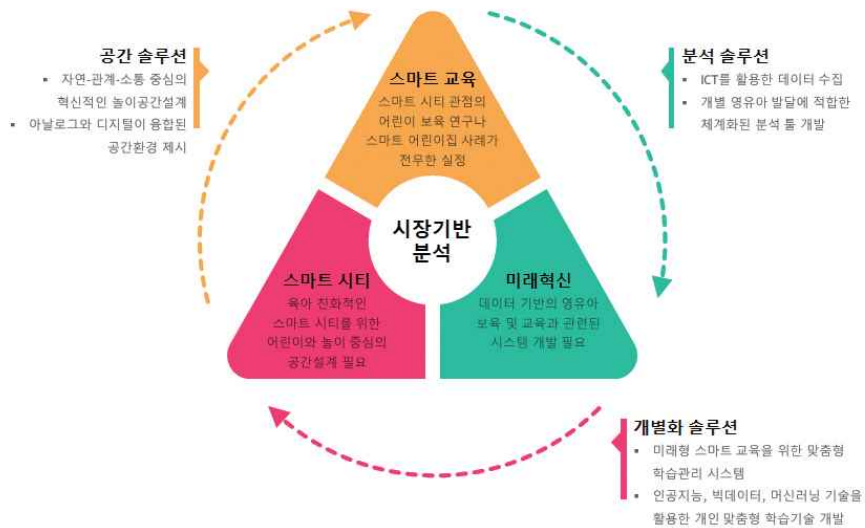 공간 솔루션
▪ 자연-관계-소통 중심의
혁신적인 놀이공간설계
▪ 아날로그와 디지털이 융합된
공간환경 제시
스마트 교육
스마트 시티 관점의
어린이 보육 연구나
스마트 어린이집 사례가
전무한 실정
분석 솔루션
▪ ICT를 활용한 데이터 수집
▪ 개별 영유아 발달에 적합한
체계화된 분석 툴 개발
시장기반
분석
스마트 시티
육아 친화적인
스마트 시티를 위한
어린이와 놀이 중심의
공간설계 필요
미래혁신
데이터 기반의 영유아
보육 및 교육과 관련된
시스템 개발 필요
개별화 솔루션
▪ 미래형 스마트 교육을 위한 맞춤형
학습관리 시스템
▪ 인공지능, 빅데이터, 머신러닝 기술을
활용한 개인 맞춤형 학습기술 개발